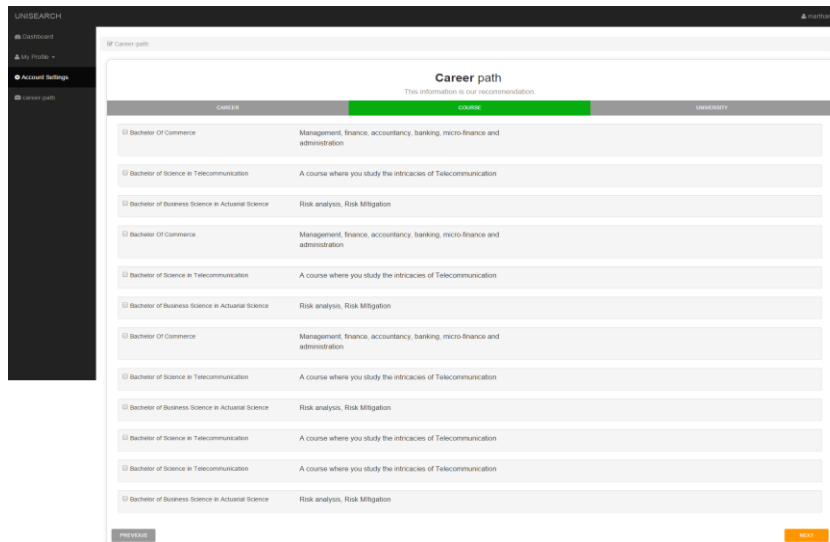 UNISEARCH
marthar
Dashboard
My Profile
Account Settings
career-path
Career-path
Career path
This information is our recommendation.
CAREER COURSE UNIVERSITY
Bachelor Of Commerce Management, finance, accountancy, banking, micro-finance and
administration
Bachelor of Science in Telecommunication A course where you study the intricacies of Telecommunication
Bachelor of Business Science in Actuarial Science Risk analysis, Risk MItigation
Bachelor Of Commerce Management, finance, accountancy, banking, micro-finance and
administration
Bachelor of Science in Telecommunication A course where you study the intricacies of Telecommunication
Bachelor of Business Science in Actuarial Science Risk analysis, Risk MItigation
Bachelor Of Commerce Management, finance, accountancy, banking, micro-finance and
administration
Bachelor of Science in Telecommunication A course where you study the intricacies of Telecommunication
Bachelor of Business Science in Actuarial Science Risk analysis, Risk MItigation
Bachelor of Science in Telecommunication A course where you study the intricacies of Telecommunication
Bachelor of Science in Telecommunication A course where you study the intricacies of Telecommunication
Bachelor of Business Science in Actuarial Science Risk analysis, Risk MItigation
PREVIOUS NEXT